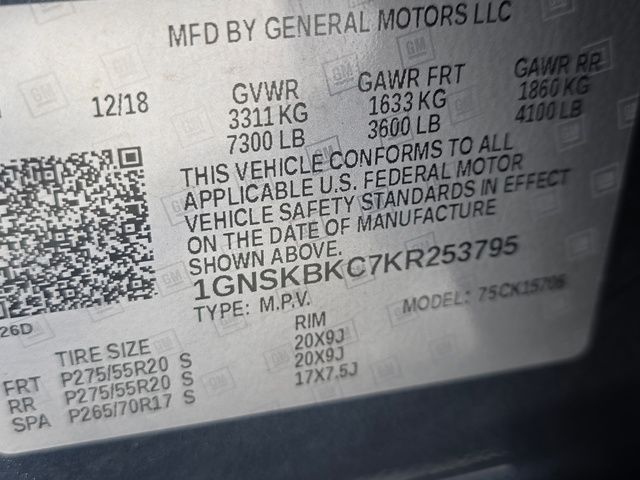 MFD BY GENERAL MOTORS LLC
12/18
GVWR
3311 KG
7300 LB
GAWR FRT
1633 KG
3600 LB
GAWR RR
1860 KG
4100 LB
THIS VEHICLE CONFORMS TO ALL
APPLICABLE U.S. FEDERAL MOTOR
VEHICLE SAFETY STANDARDS IN EFFECT
ON THE DATE OF MANUFACTURE
SHOWN ABOVE.
1GNSKBKC7KR253795
TYPE: M.P.V.
MODEL: 75CK15706
26D
TIRE SIZE
RIM
FRT P275/55R20 S 20X9J
RR P275/55R20 S 20X9J
SPA P265/70R17 S 17X7.5J
GM